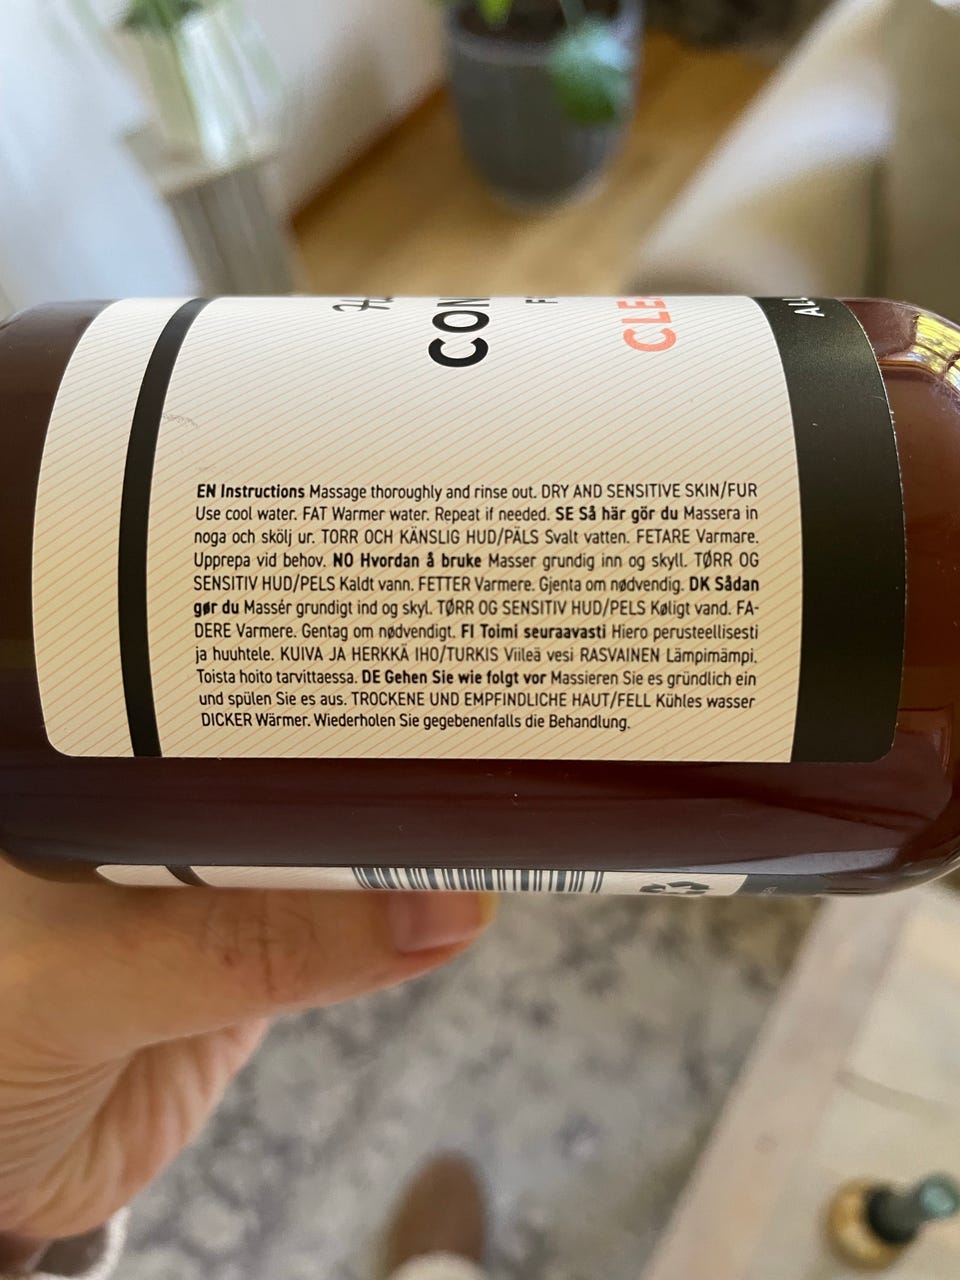 CON
CLE
EN Instructions Massage thoroughly and rinse out. DRY AND SENSITIVE SKIN/FUR
Use cool water. FAT Warmer water. Repeat if needed. SE Så här gör du Massera in
noga och skölj ur. TORR OCH KÄNSLIG HUD/PÄLS Svalt vatten. FETARE Varmare.
Upprepa vid behov. NO Hvordan å bruke Masser grundig inn og skyll. TØRR OG
SENSITIV HUD/PELS Kaldt vann. FETTER Varmere. Gjenta om nødvendig. DK Sådan
gør du Massér grundigt ind og skyl. TØRR OG SENSITIV HUD/PELS Køligt vand. FA-
DERE Varmere. Gentag om nødvendigt. FI Toimi seuraavasti Hiero perusteellisesti
ja huuhtele. KUIVA JA HERKKÄ IHO/TURKIS Viileä vesi RASVAINEN Lämpimämpi.
Toista hoito tarvittaessa. DE Gehen Sie wie folgt vor Massieren Sie es gründlich ein
und spülen Sie es aus. TROCKENE UND EMPFINDLICHE HAUT/FELL Kühles wasser
DICKER Wärmer. Wiederholen Sie gegebenenfalls die Behandlung.